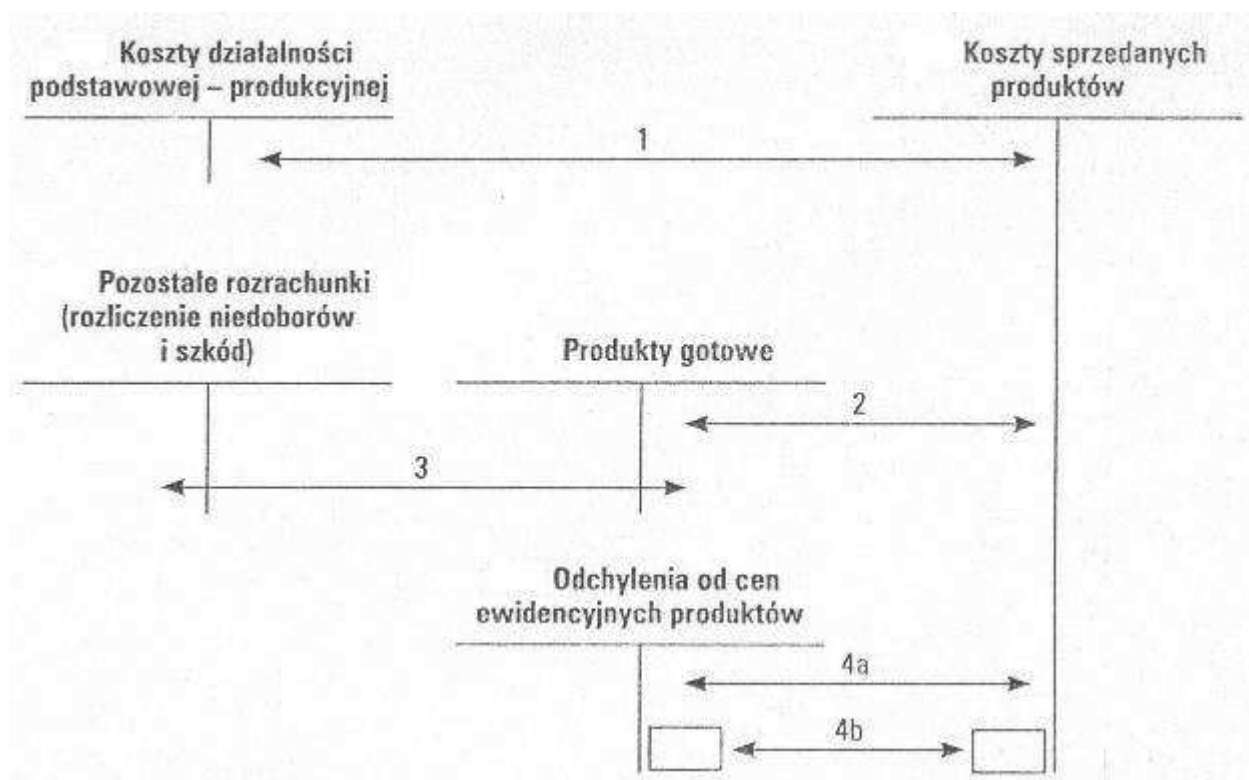 Koszty działalności
podstawowej – produkcyjnej
Koszty sprzedanych
produktów
1
Pozostałe rozrachunki
(rozliczenie niedoborów
i szkód)
Produkty gotowe
2
3
Odchylenia od cen
ewidencyjnych produktów
4a
4b